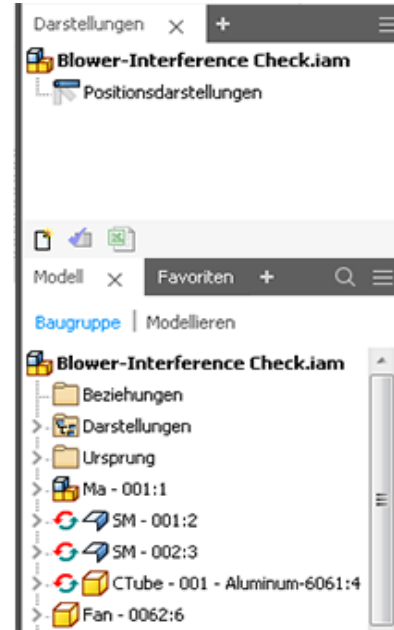 Darstellungen × +
Blower-Interference Check.iam
Positionsdarstellungen
Modell × Favoriten +
Baugruppe | Modellieren
Blower-Interference Check.iam
Beziehungen
Darstellungen
Ursprung
Ma - 001:1
SM - 001:2
SM - 002:3
CTube - 001 - Aluminum-6061:4
Fan - 0062:6